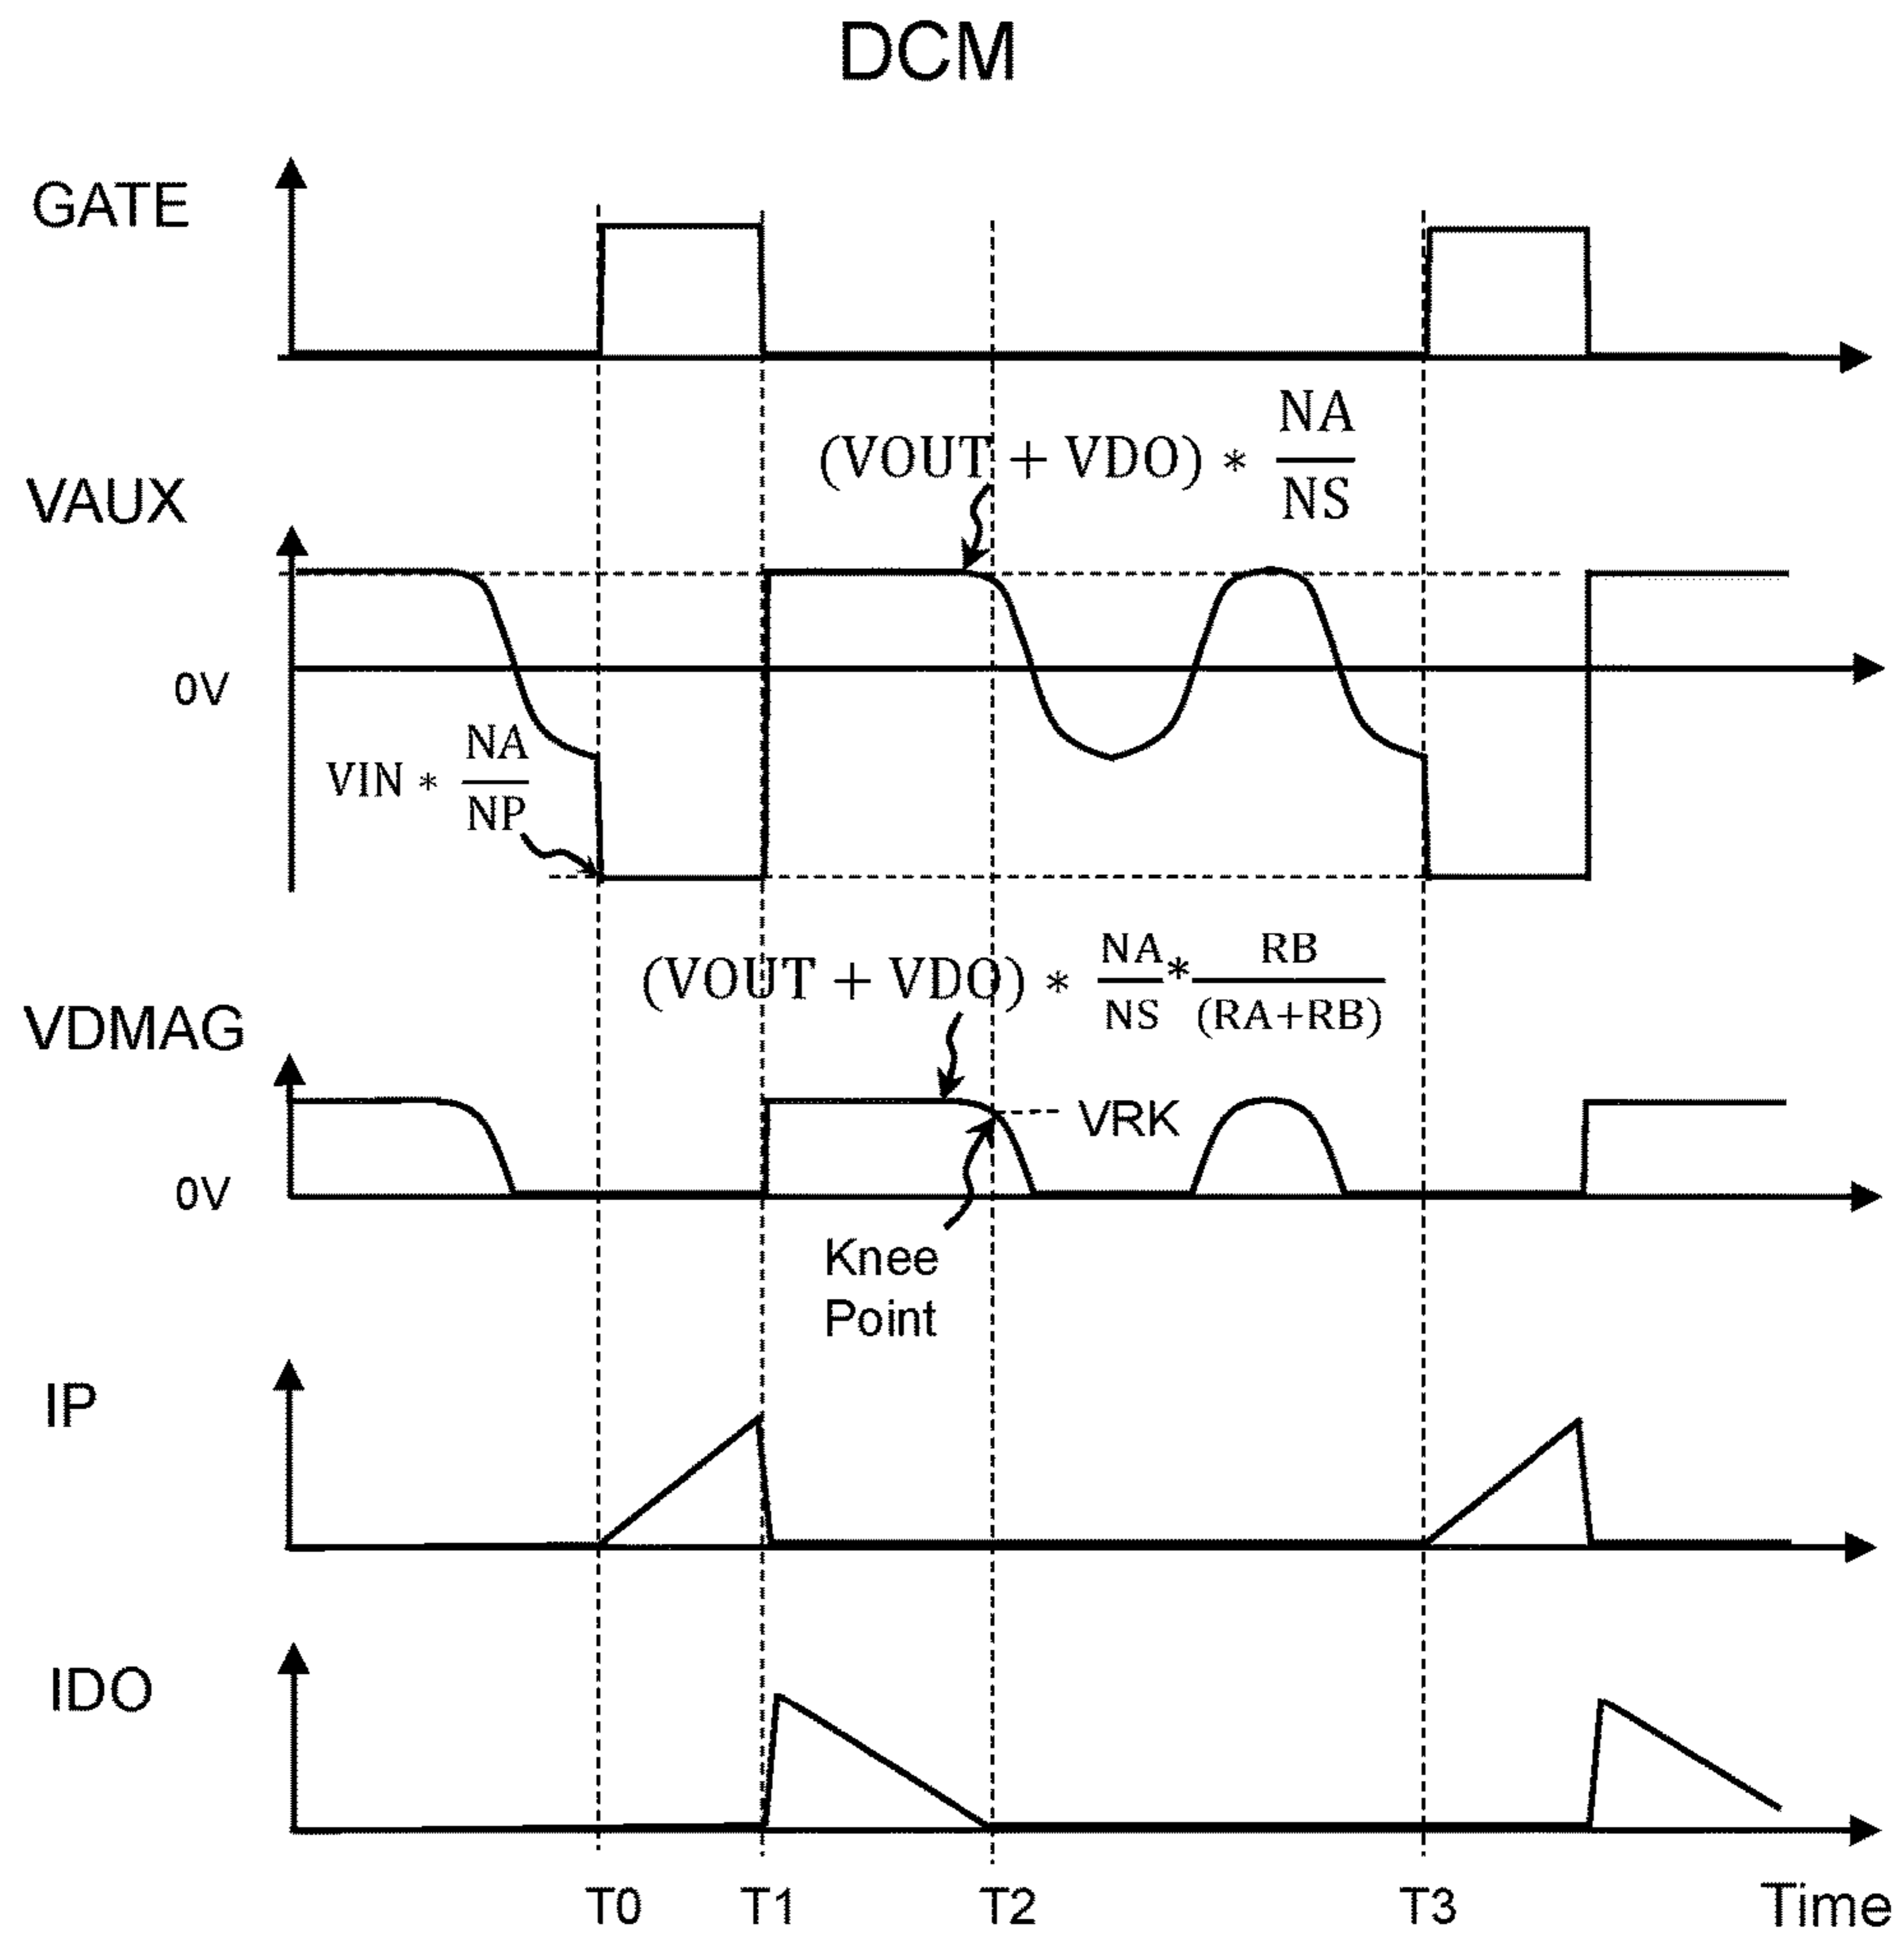 DCM
GATE
(VOUT + VDO) * NA/NS
VAUX
0V
VIN * NA/NP
(VOUT + VDO) * NA/NS * RB/(RA+RB)
VDMAG
VRK
0V
Knee
Point
IP
IDO
T0 T1 T2 T3 Time